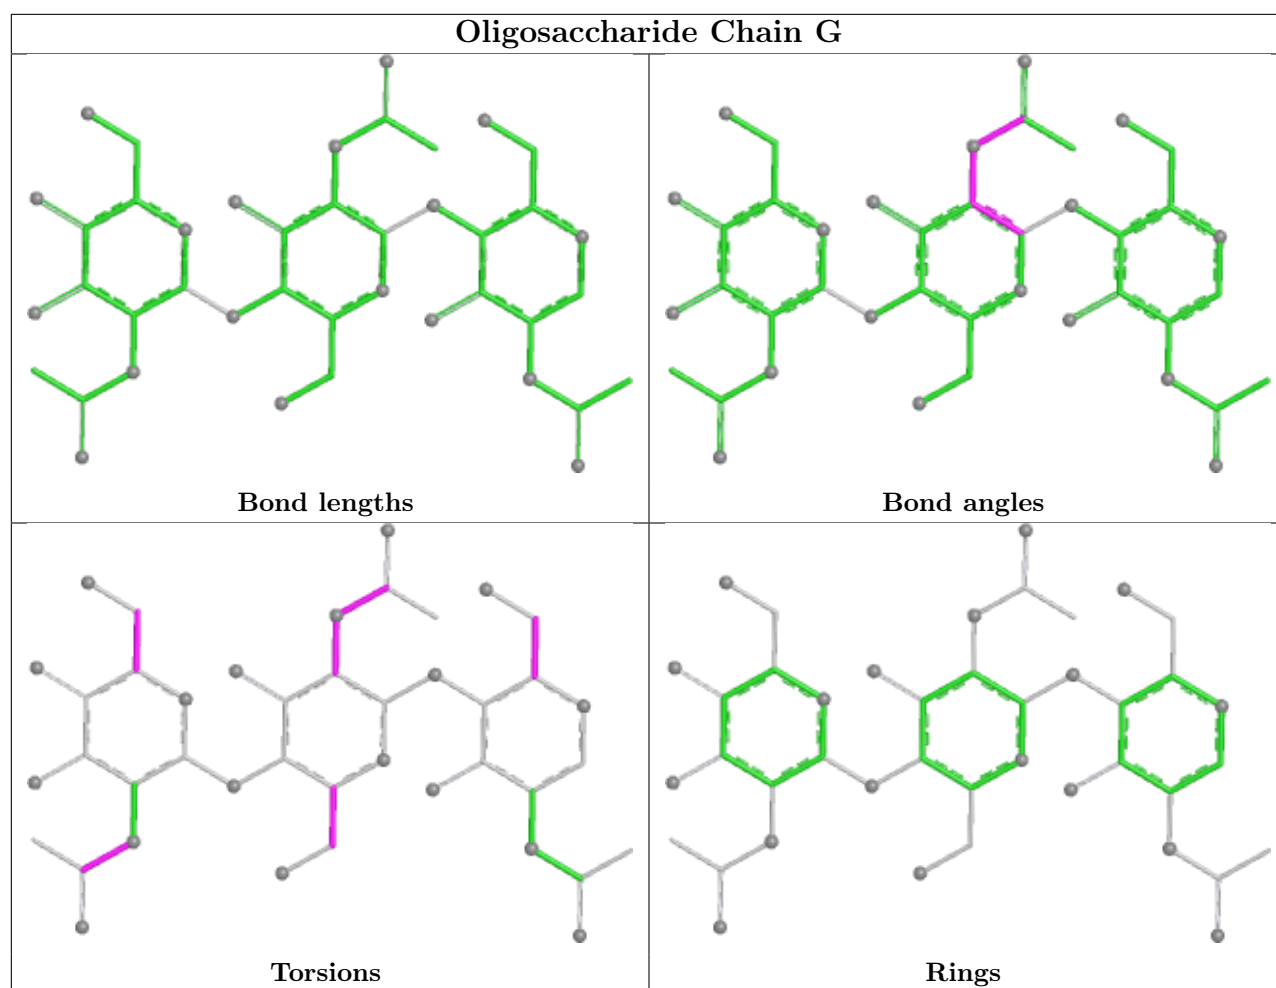 Oligosaccharide Chain G
Bond lengths
Bond angles
Torsions
Rings